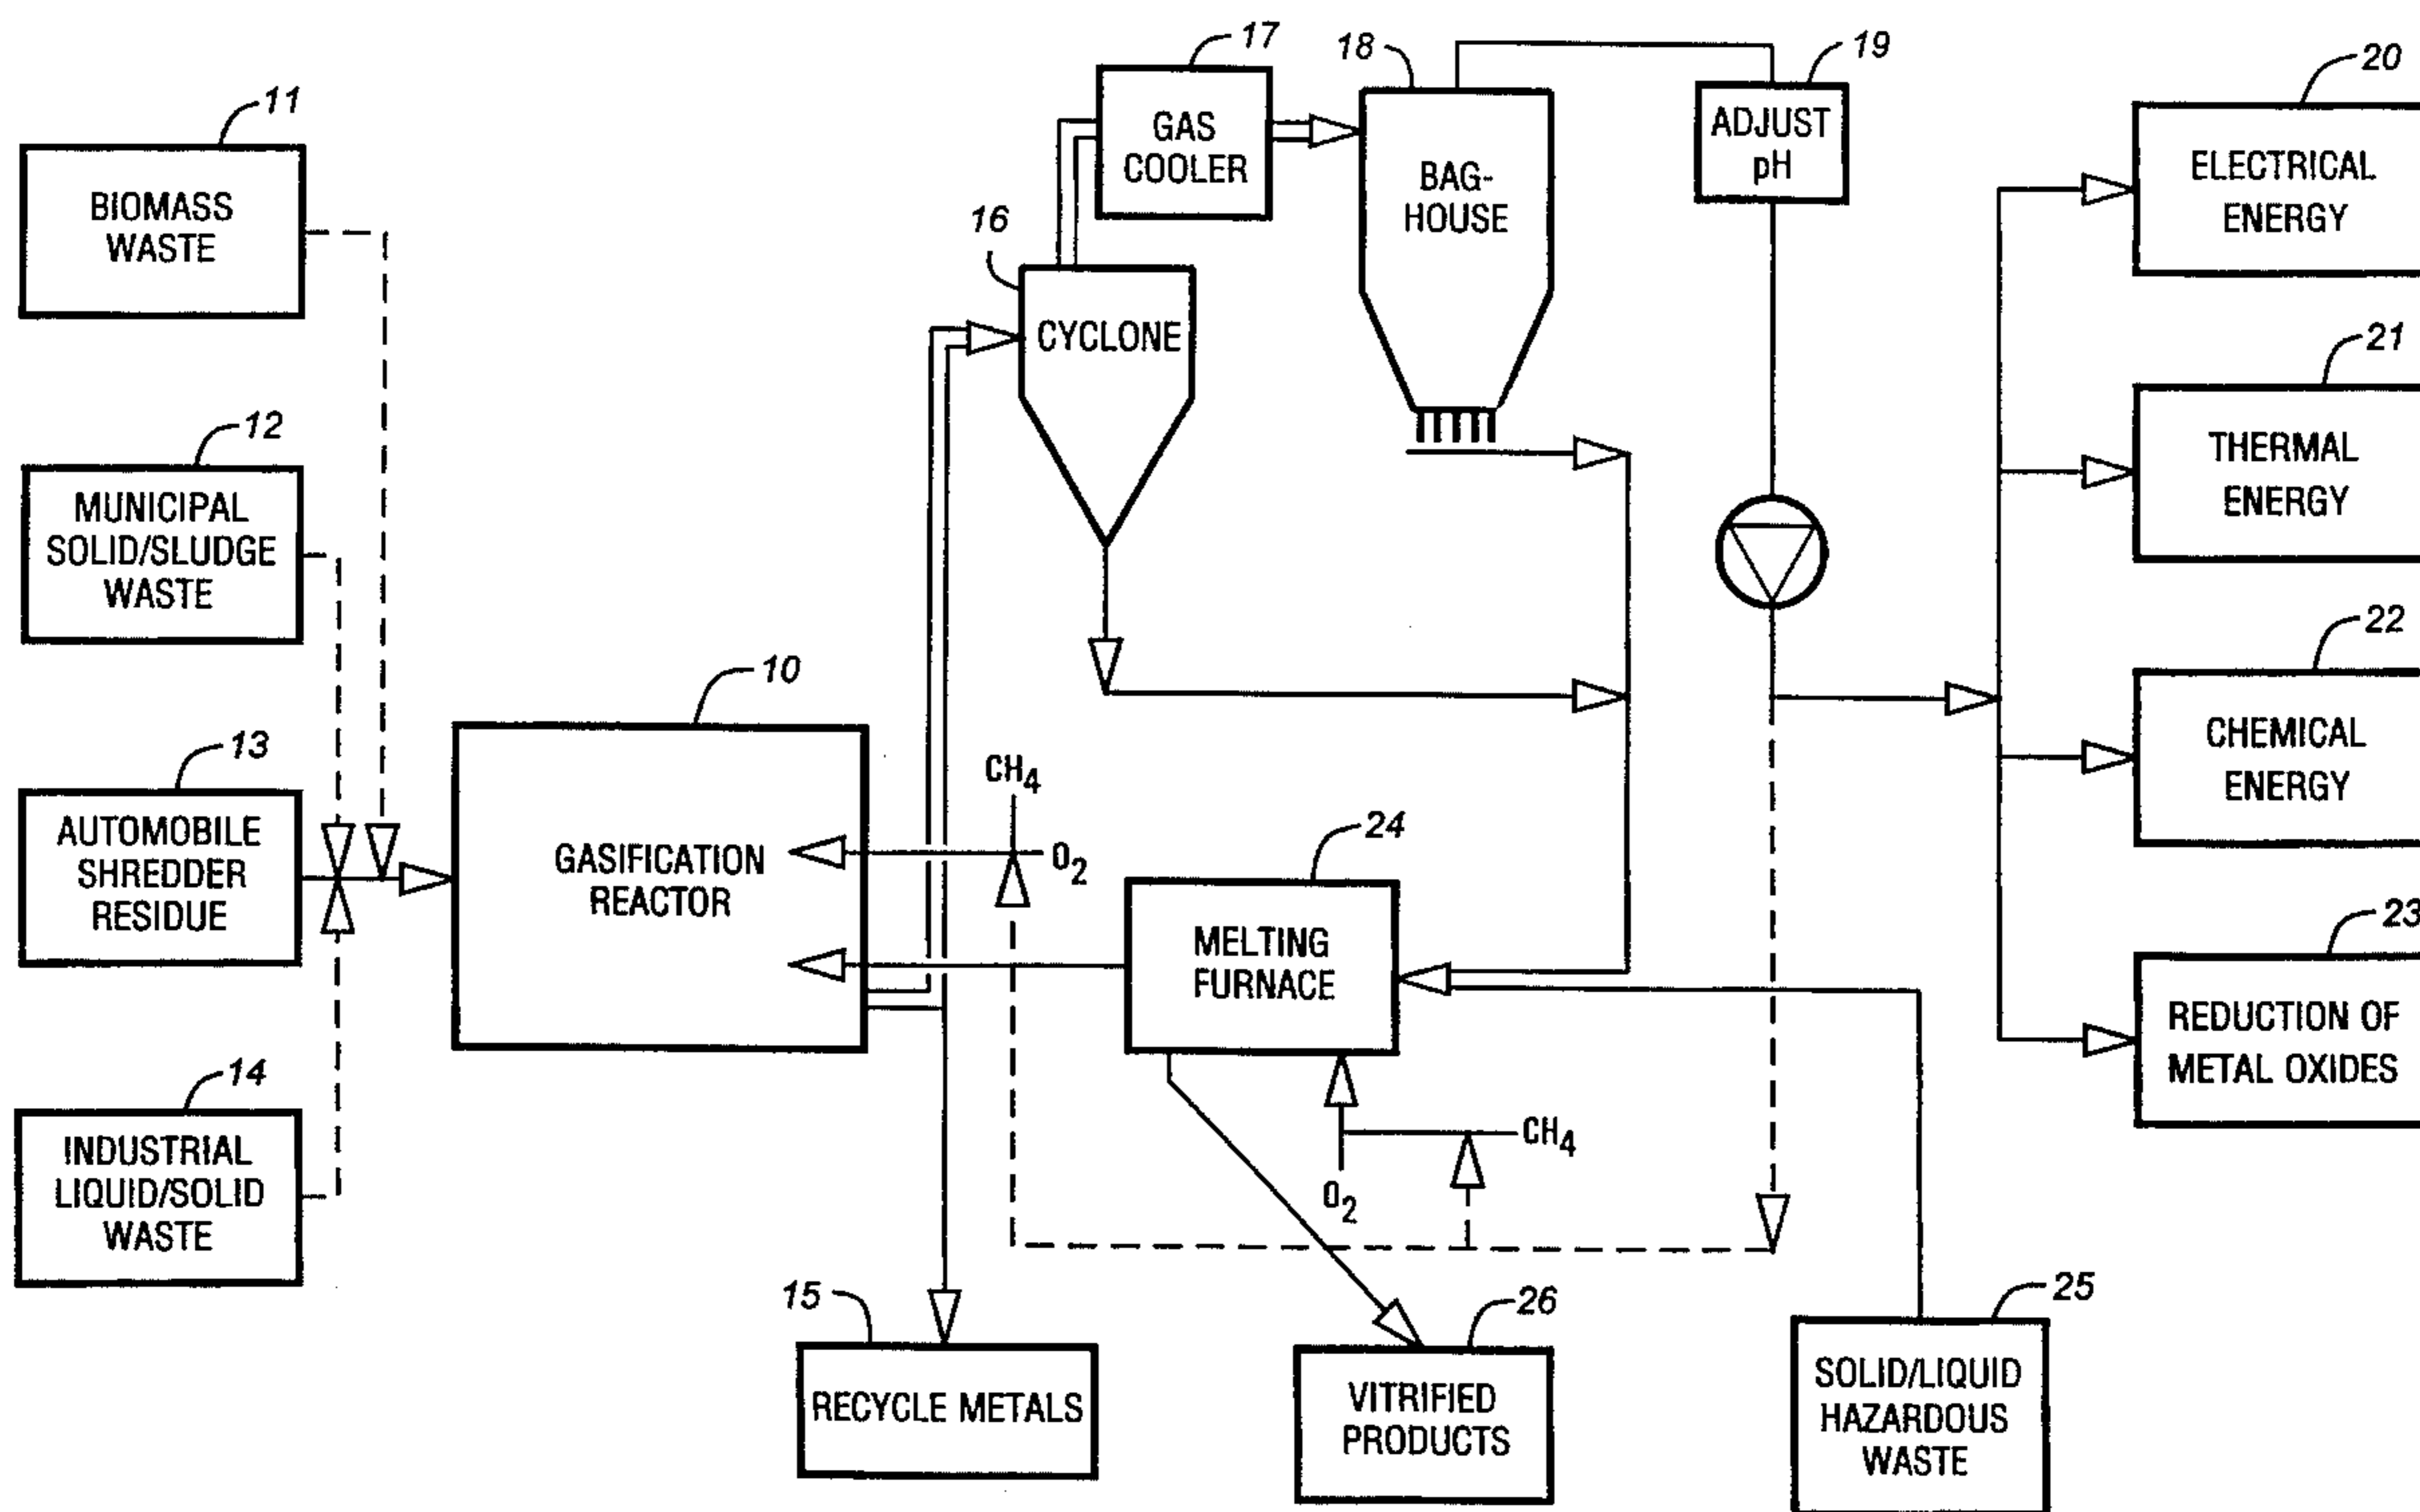 11
BIOMASS
WASTE
12
MUNICIPAL
SOLID/SLUDGE
WASTE
13
AUTOMOBILE
SHREDDER
RESIDUE
14
INDUSTRIAL
LIQUID/SOLID
WASTE
10
GASIFICATION
REACTOR
15
RECYCLE METALS
16
CYCLONE
17
GAS
COOLER
18
BAG-
HOUSE
19
ADJUST
pH
CH4
O2
24
MELTING
FURNACE
CH4
O2
26
VITRIFIED
PRODUCTS
25
SOLID/LIQUID
HAZARDOUS
WASTE
20
ELECTRICAL
ENERGY
21
THERMAL
ENERGY
22
CHEMICAL
ENERGY
23
REDUCTION OF
METAL OXIDES